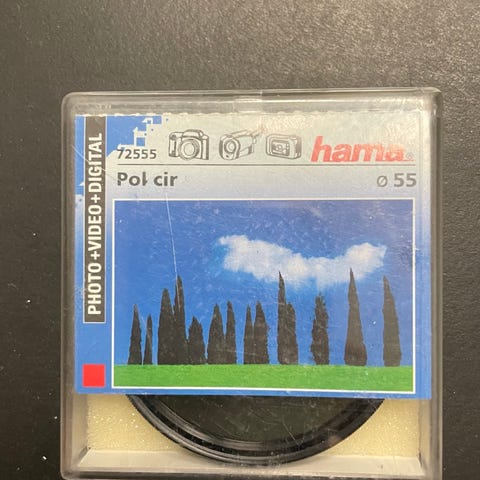 PHOTO+VIDEO+DIGITAL
72555
hama®
Pol cir
⌀ 55